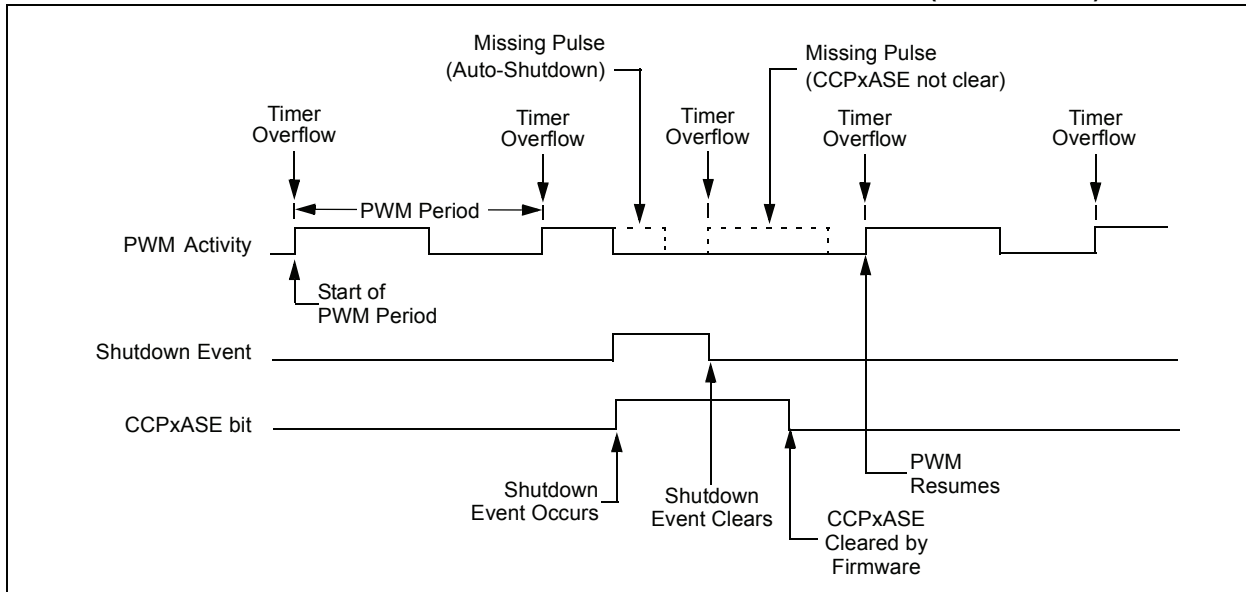 Missing Pulse
(Auto-Shutdown)
Missing Pulse
(CCPxASE not clear)
Timer
Overflow
Timer
Overflow
Timer
Overflow
Timer
Overflow
Timer
Overflow
PWM Period
PWM Activity
Start of
PWM Period
Shutdown Event
CCPxASE bit
Shutdown
Event Occurs
Shutdown
Event Clears
CCPxASE
Cleared by
Firmware
PWM
Resumes